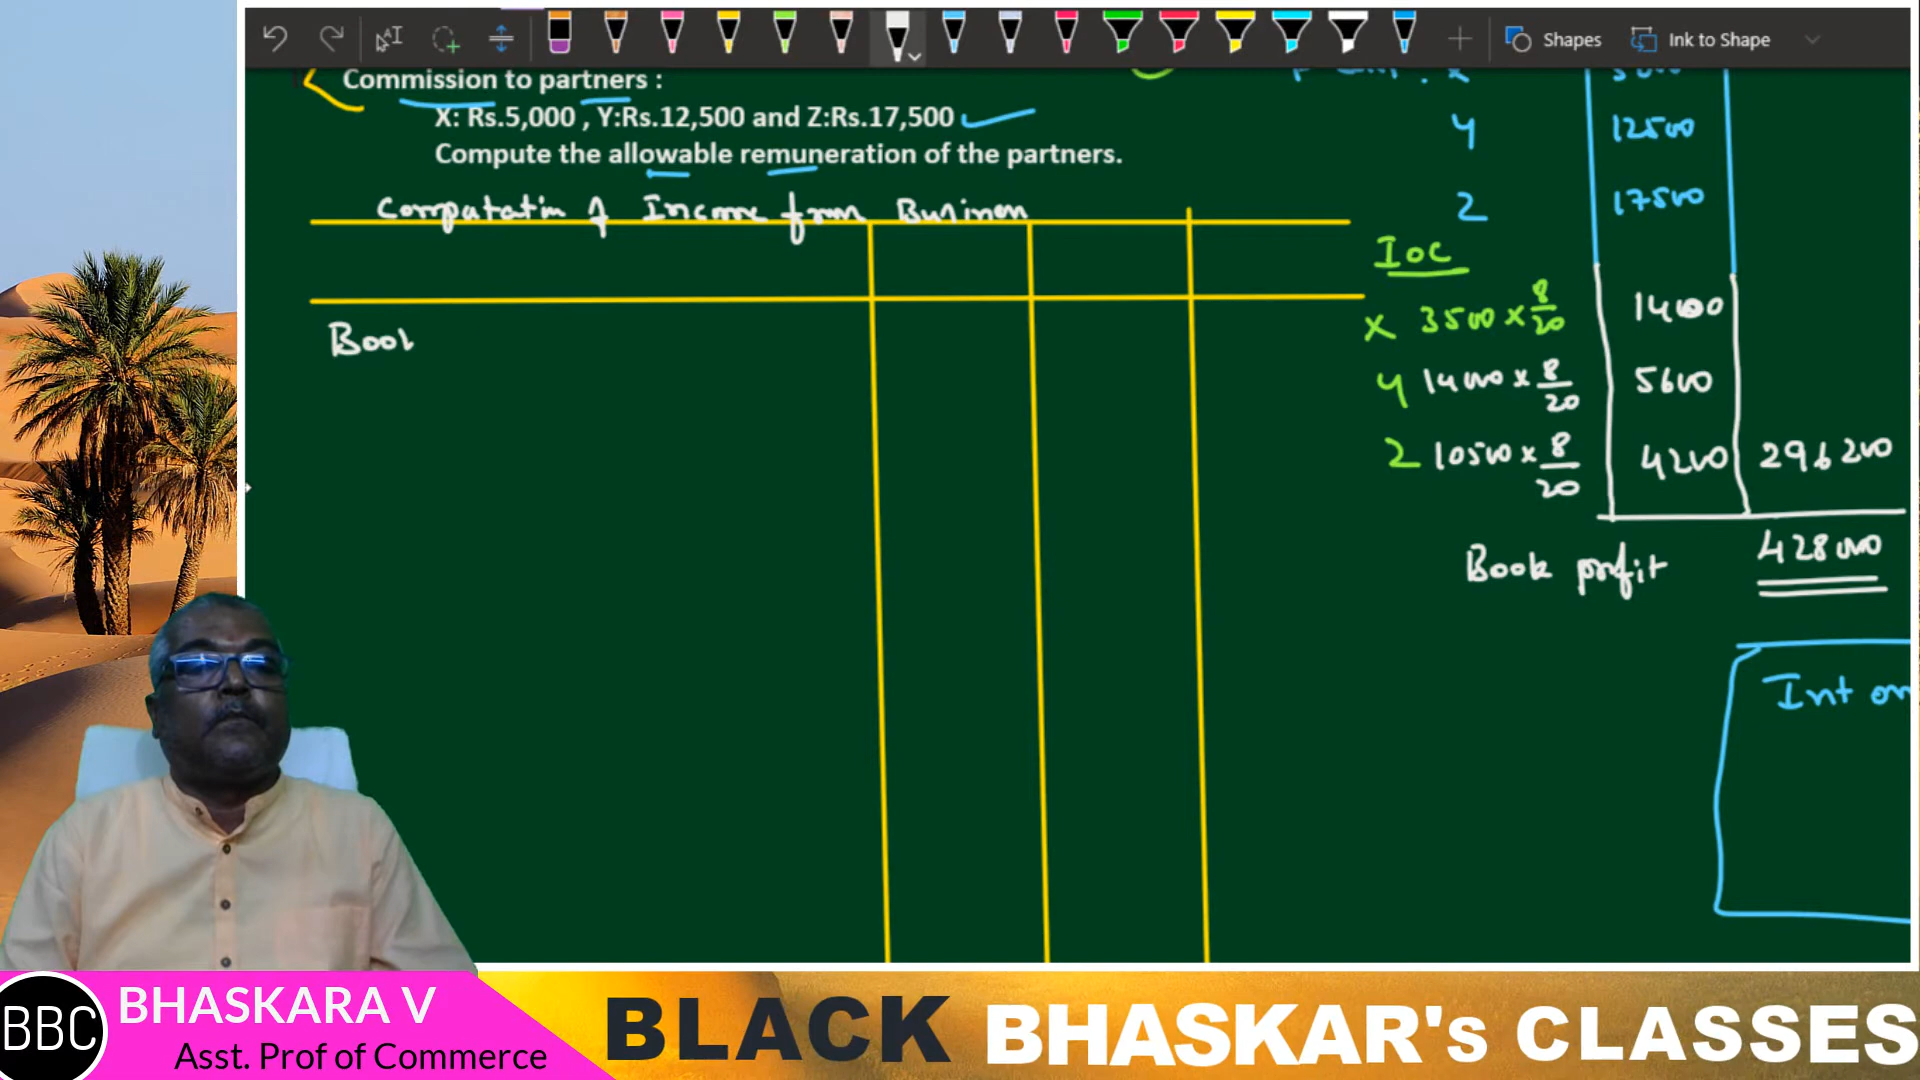 Shapes
Ink to Shape
Commission to partners :
X: Rs.5,000 , Y:Rs.12,500 and Z:Rs.17,500
Compute the allowable remuneration of the partners.
Y 12500
Z 17500
Computation of Income from Business
IOC
X 3500 × 8/20 1400
Y 14000 × 8/20 5600
Z 10500 × 8/20 4200 296200
Book profit 428000
Book
Int on
BBC
BHASKARA V
Asst. Prof of Commerce
BLACK BHASKAR's CLASSES